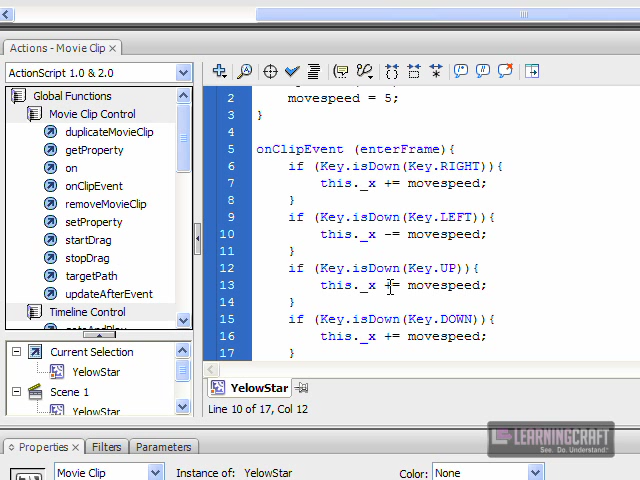 Actions - Movie Clip ×
ActionScript 1.0 & 2.0
Global Functions
Movie Clip Control
duplicateMovieClip
getProperty
on
onClipEvent
removeMovieClip
setProperty
startDrag
stopDrag
targetPath
updateAfterEvent
Timeline Control
Current Selection
YelowStar
Scene 1
YelowStar
2 movespeed = 5;
3 }
4
5 onClipEvent (enterFrame){
6 if (Key.isDown(Key.RIGHT)){
7 this._x += movespeed;
8 }
9 if (Key.isDown(Key.LEFT)){
10 this._x -= movespeed;
11 }
12 if (Key.isDown(Key.UP)){
13 this._x += movespeed;
14 }
15 if (Key.isDown(Key.DOWN)){
16 this._x += movespeed;
17 }
YelowStar
Line 10 of 17, Col 12
LEARNINGCRAFT
See. Do. Understand.
Properties × Filters Parameters
Movie Clip Instance of: YelowStar Color: None